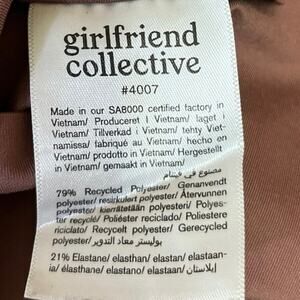 girlfriend
collective
#4007
Made in our SA8000 certified factory in
Vietnam/ Produceret i Vietnam/ laget i
Vietnam/ Tillverkad i Vietnam/ tehty Viet-
namissa/ fabriqué au Vietnam/ hecho en
Vietnam/ prodotto in Vietnam/ Hergestellt
in Vietnam/ gemaakt in Vietnam/
مصنوع في فيتنام
79% Recycled Polyester/ Genanvendt
polyester/ resirkulert polyester/ Återvunnen
polyester/ kierrätetään polyesteri/ Polyes-
ter recyclé/ Poliéster reciclado/ Poliestere
riciclato/ Recycelt Polyester/ Gerecycled
polyester/ بوليستر معاد التدوير
21% Elastane/ elasthan/ elastan/ elastaan-
ia/ élasthane/ elastano/ elastan/ elastaan/
إيلاستان/